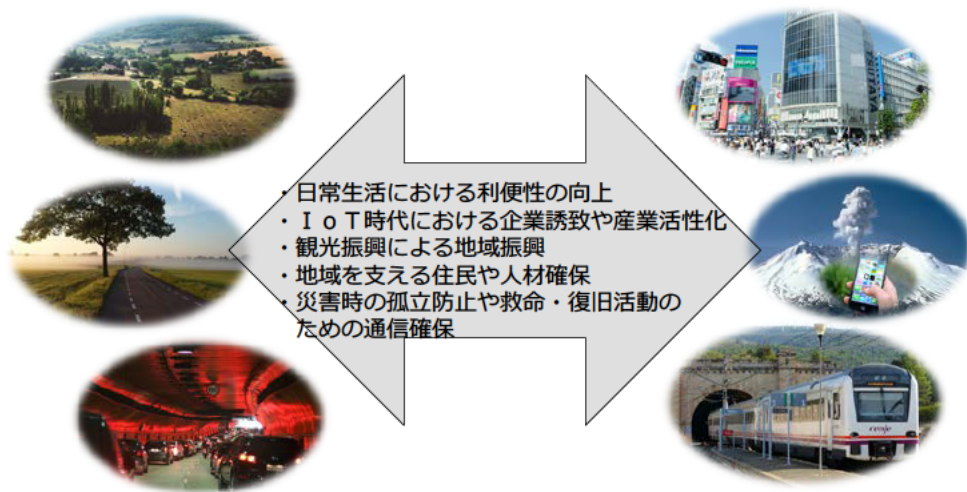 ・日常生活における利便性の向上
・ＩｏＴ時代における企業誘致や産業活性化
・観光振興による地域振興
・地域を支える住民や人材確保
・災害時の孤立防止や救命・復旧活動の
ための通信確保
renfe